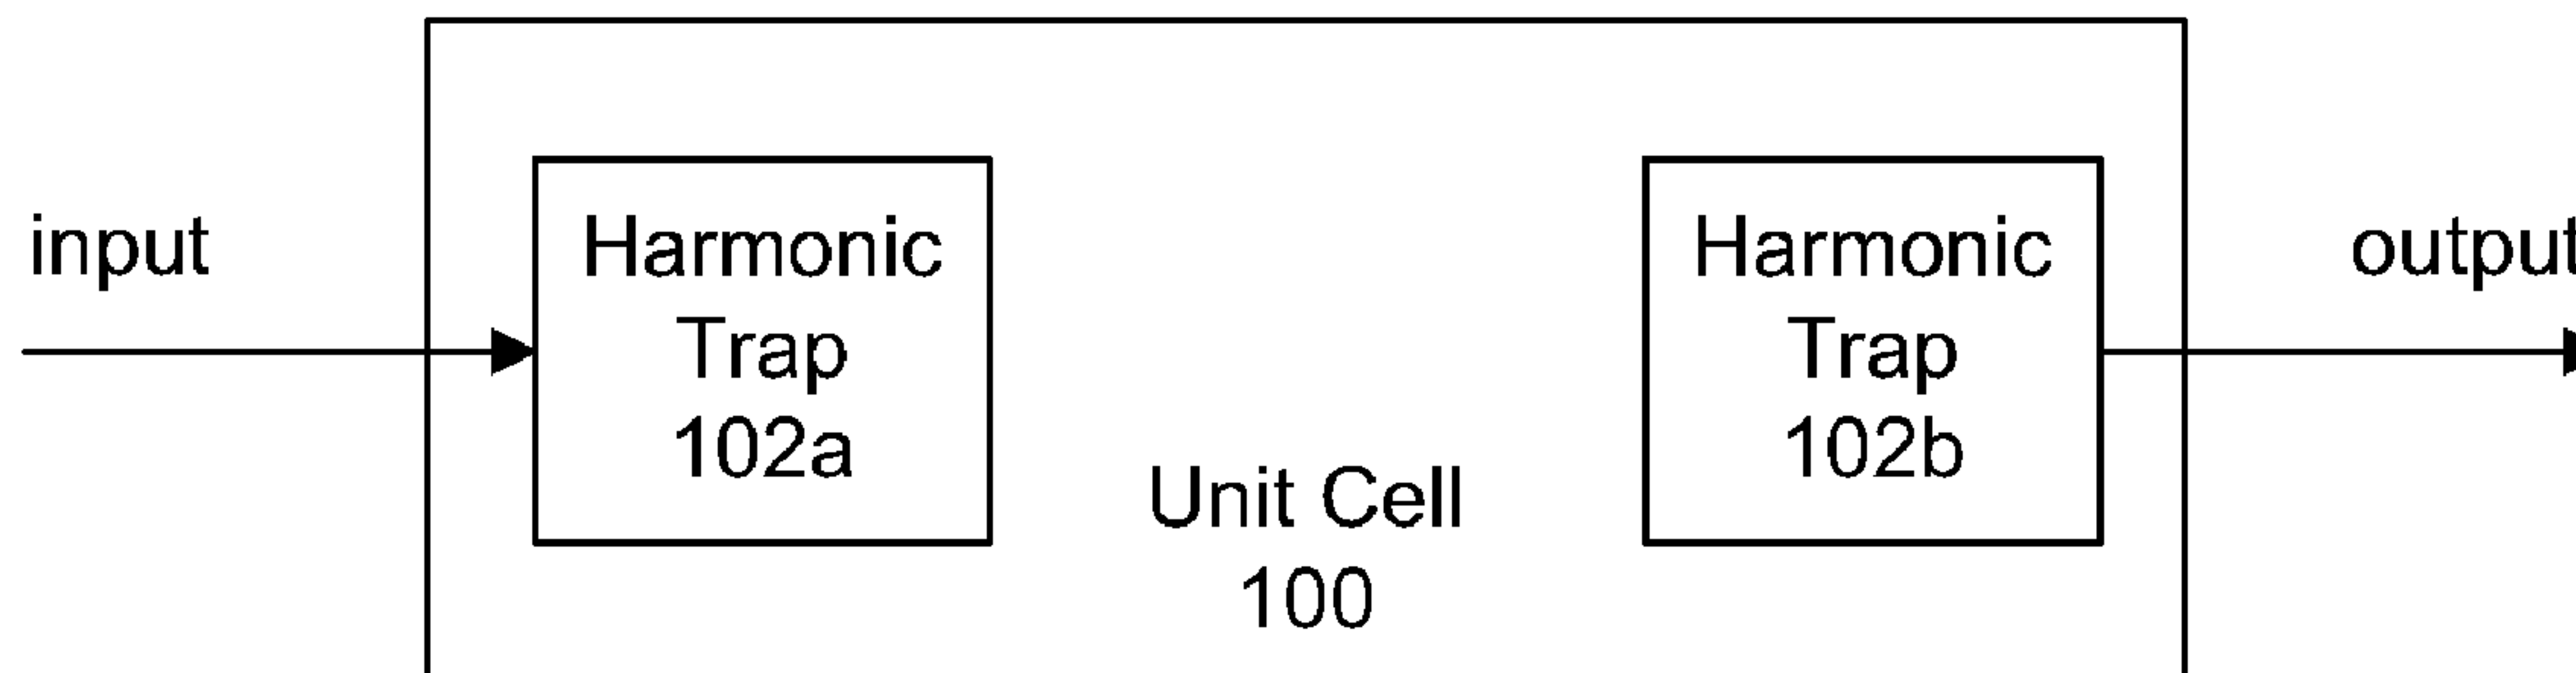 input
Harmonic
Trap
102a
Unit Cell
100
Harmonic
Trap
102b
output